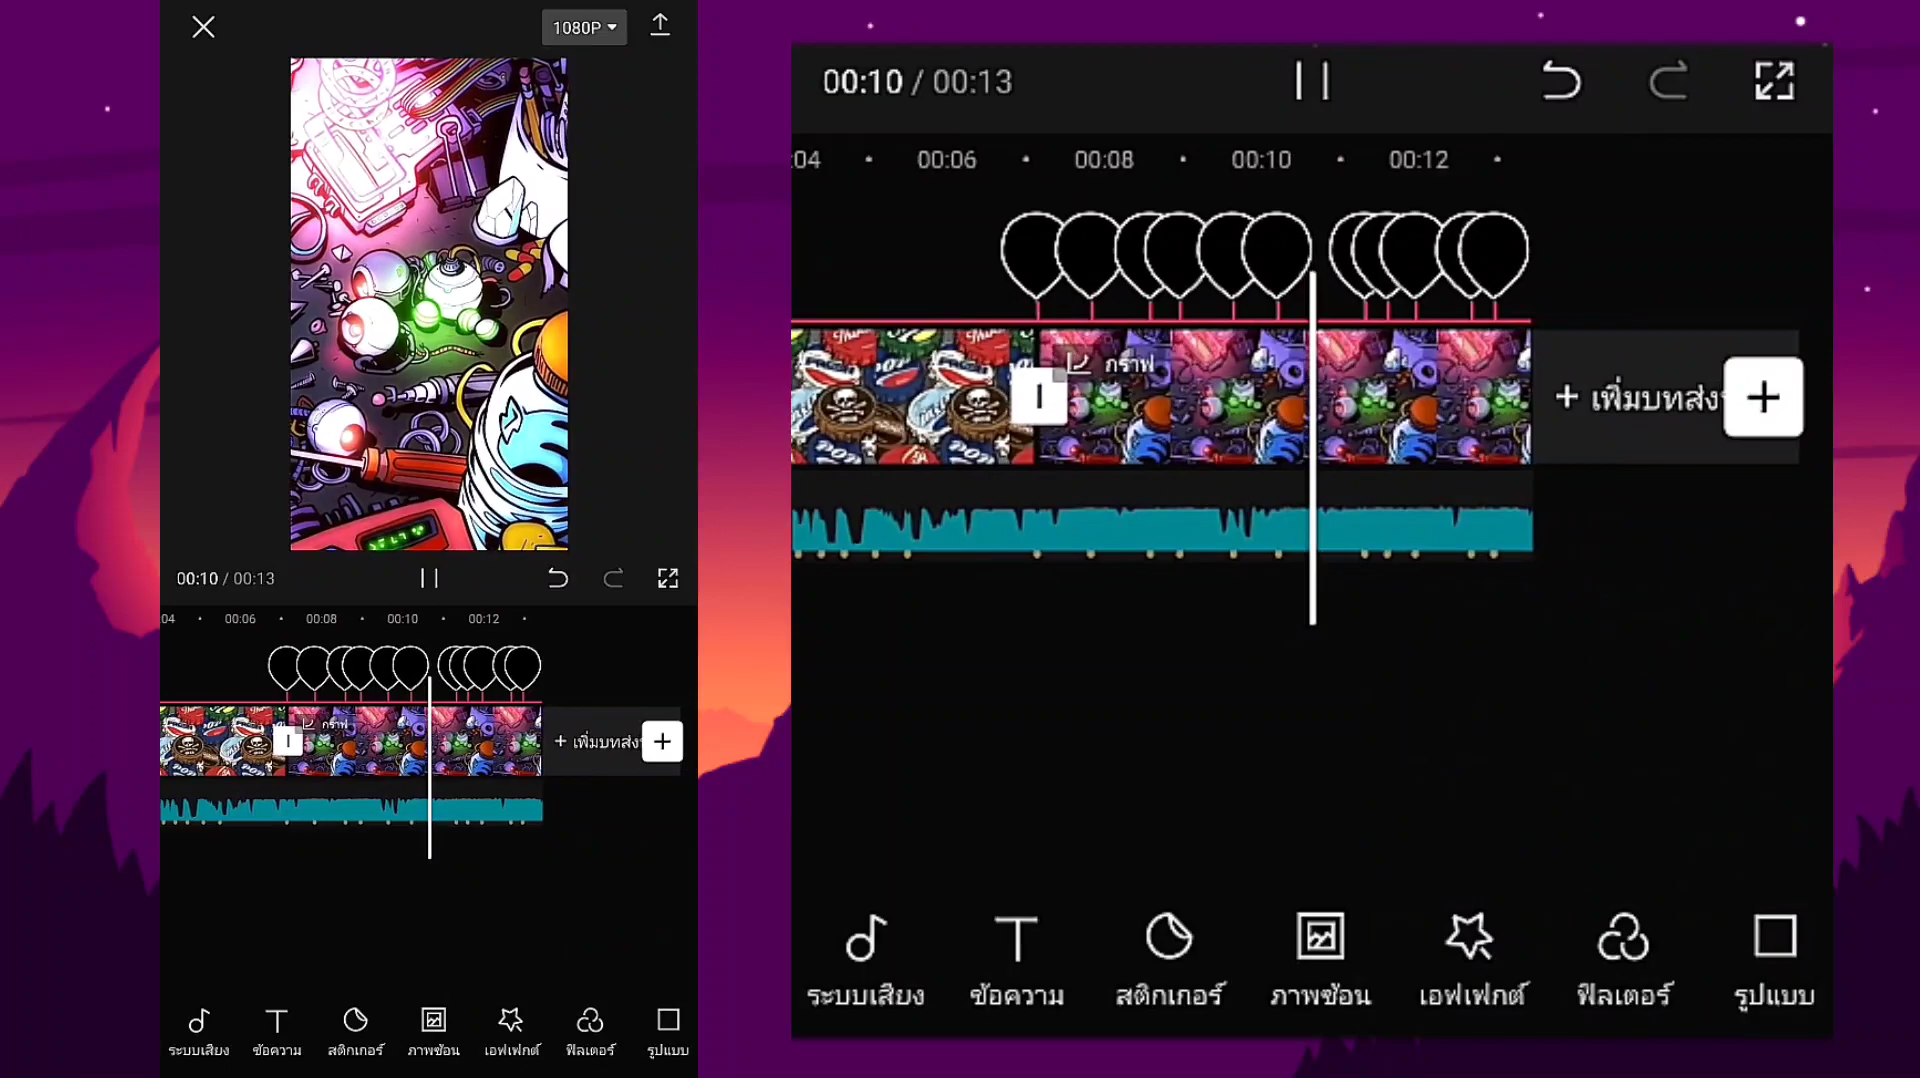 1080P
00:10 / 00:13
:04 00:06 00:08 00:10 00:12
กราฟ
+ เพิ่มบทส่ง
ระบบเสียง ข้อความ สติกเกอร์ ภาพซ้อน เอฟเฟกต์ ฟิลเตอร์ รูปแบบ
00:10 / 00:13
:04 00:06 00:08 00:10 00:12
กราฟ
+ เพิ่มบทส่ง
ระบบเสียง ข้อความ สติกเกอร์ ภาพซ้อน เอฟเฟกต์ ฟิลเตอร์ รูปแบบ